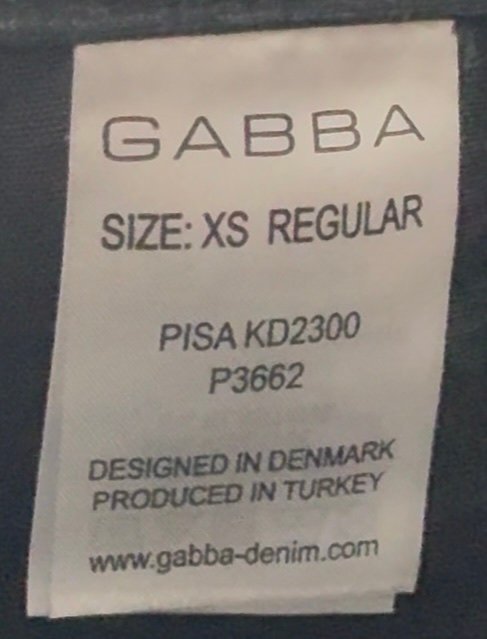 GABBA
SIZE: XS REGULAR
PISA KD2300
P3662
DESIGNED IN DENMARK
PRODUCED IN TURKEY
www.gabba-denim.com